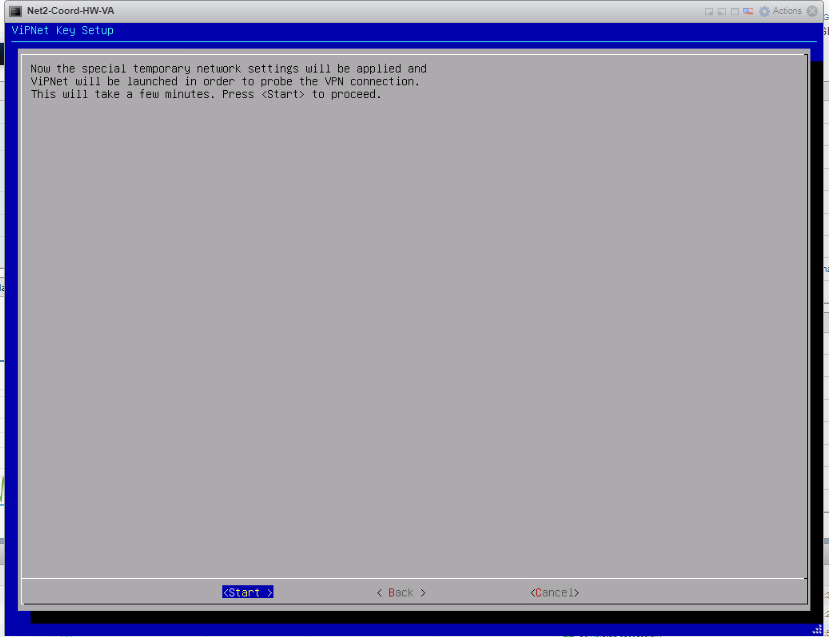 Net2-Coord-HW-VA
Actions
ViPNet Key Setup
Now the special temporary network settings will be applied and
ViPNet will be launched in order to probe the VPN connection.
This will take a few minutes. Press <Start> to proceed.
<Start > < Back > <Cancel>